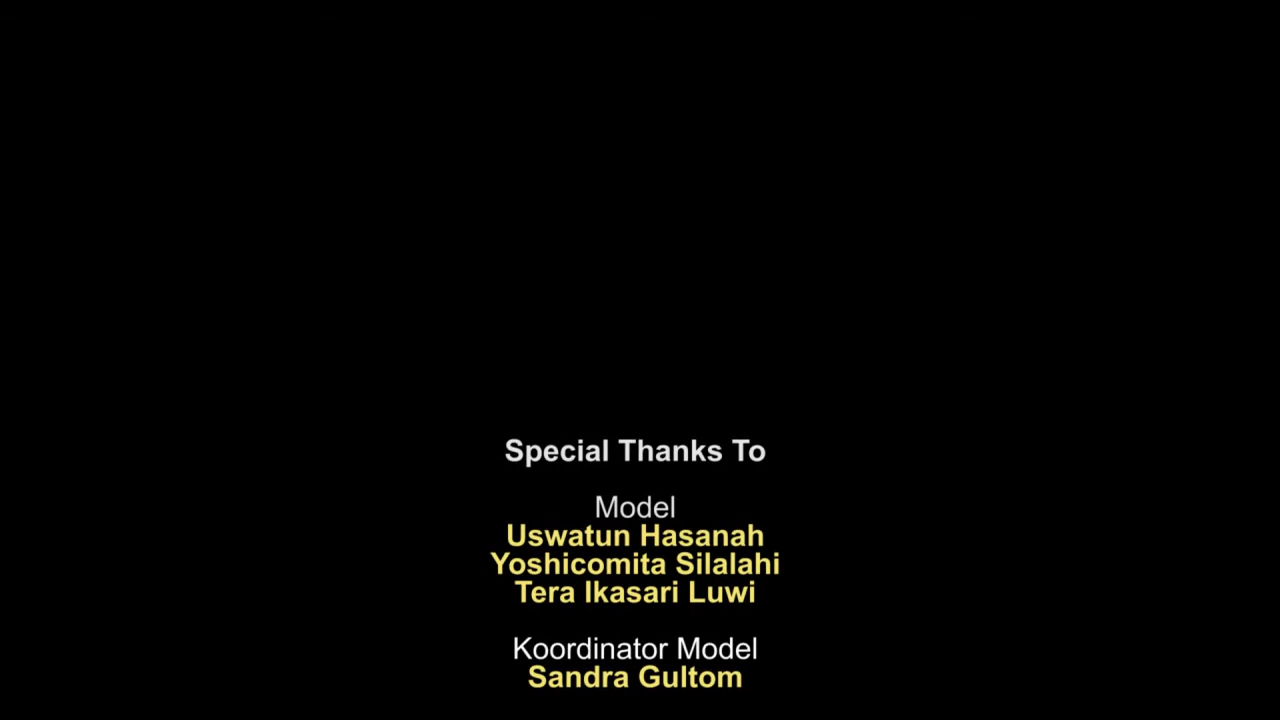 Special Thanks To
Model
Uswatun Hasanah
Yoshicomita Silalahi
Tera Ikasari Luwi
Koordinator Model
Sandra Gultom